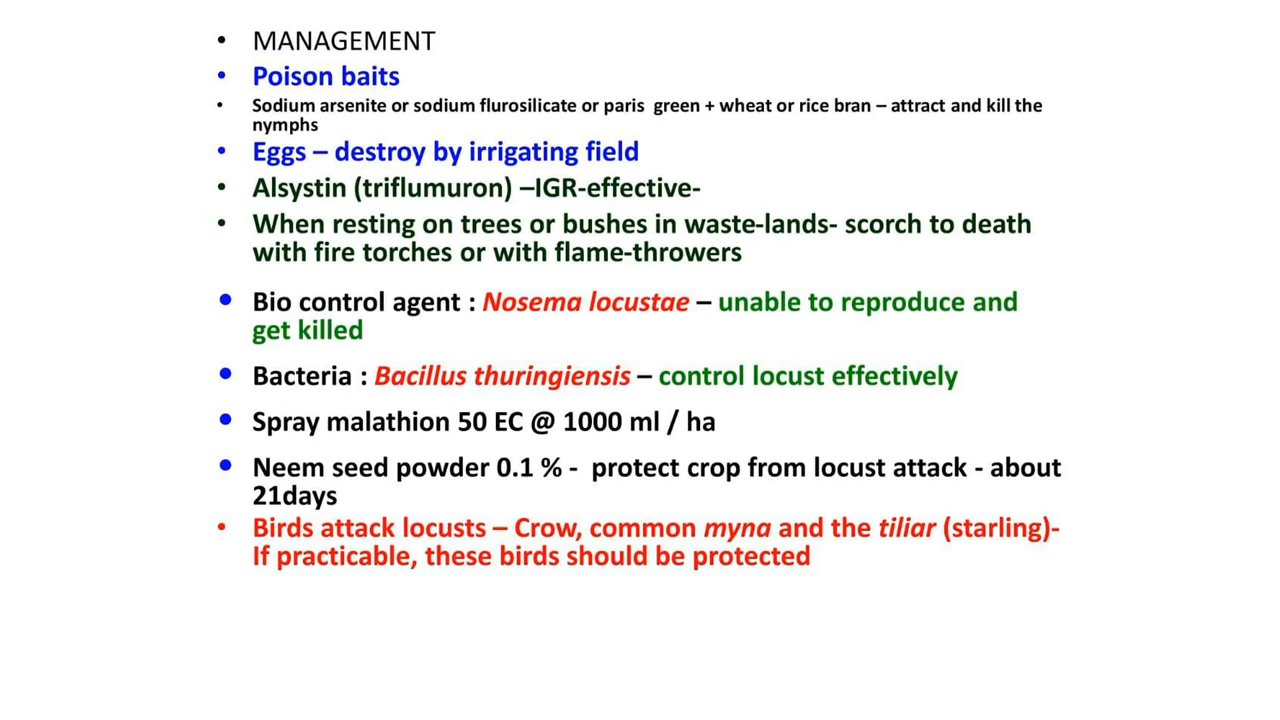 • MANAGEMENT
• Poison baits
• Sodium arsenite or sodium flurosilicate or paris green + wheat or rice bran – attract and kill the
nymphs
• Eggs – destroy by irrigating field
• Alsystin (triflumuron) –IGR-effective-
• When resting on trees or bushes in waste-lands- scorch to death
with fire torches or with flame-throwers
• Bio control agent : Nosema locustae – unable to reproduce and
get killed
• Bacteria : Bacillus thuringiensis – control locust effectively
• Spray malathion 50 EC @ 1000 ml / ha
• Neem seed powder 0.1 % - protect crop from locust attack - about
21days
• Birds attack locusts – Crow, common myna and the tiliar (starling)-
If practicable, these birds should be protected